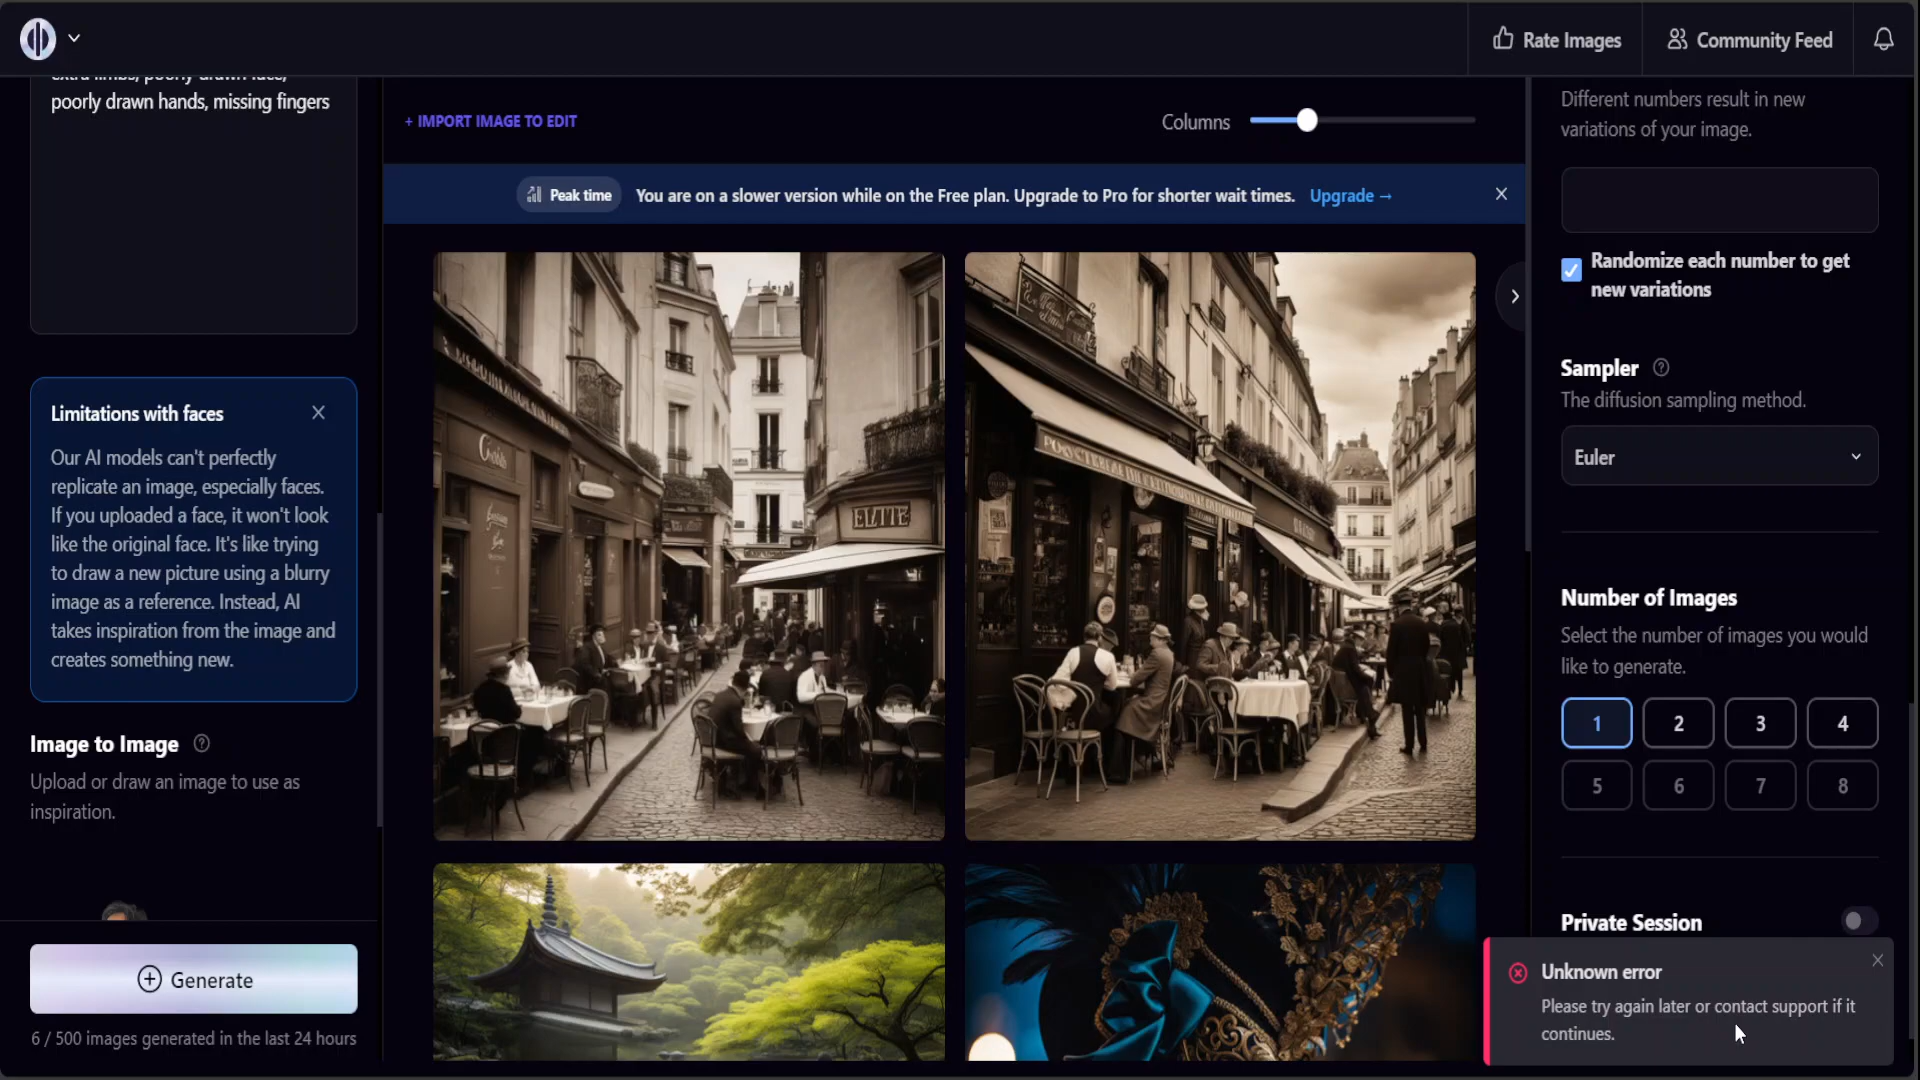 Rate Images
Community Feed
poorly drawn hands, missing fingers
+ IMPORT IMAGE TO EDIT
Columns
Peak time
You are on a slower version while on the Free plan. Upgrade to Pro for shorter wait times. Upgrade →
ELITTE
Limitations with faces
Our AI models can't perfectly
replicate an image, especially faces.
If you uploaded a face, it won't look
like the original face. It's like trying
to draw a new picture using a blurry
image as a reference. Instead, AI
takes inspiration from the image and
creates something new.
Image to Image
Upload or draw an image to use as
inspiration.
Generate
6 / 500 images generated in the last 24 hours
Different numbers result in new
variations of your image.
Randomize each number to get
new variations
Sampler
The diffusion sampling method.
Euler
Number of Images
Select the number of images you would
like to generate.
1 2 3 4
5 6 7 8
Private Session
Unknown error
Please try again later or contact support if it
continues.